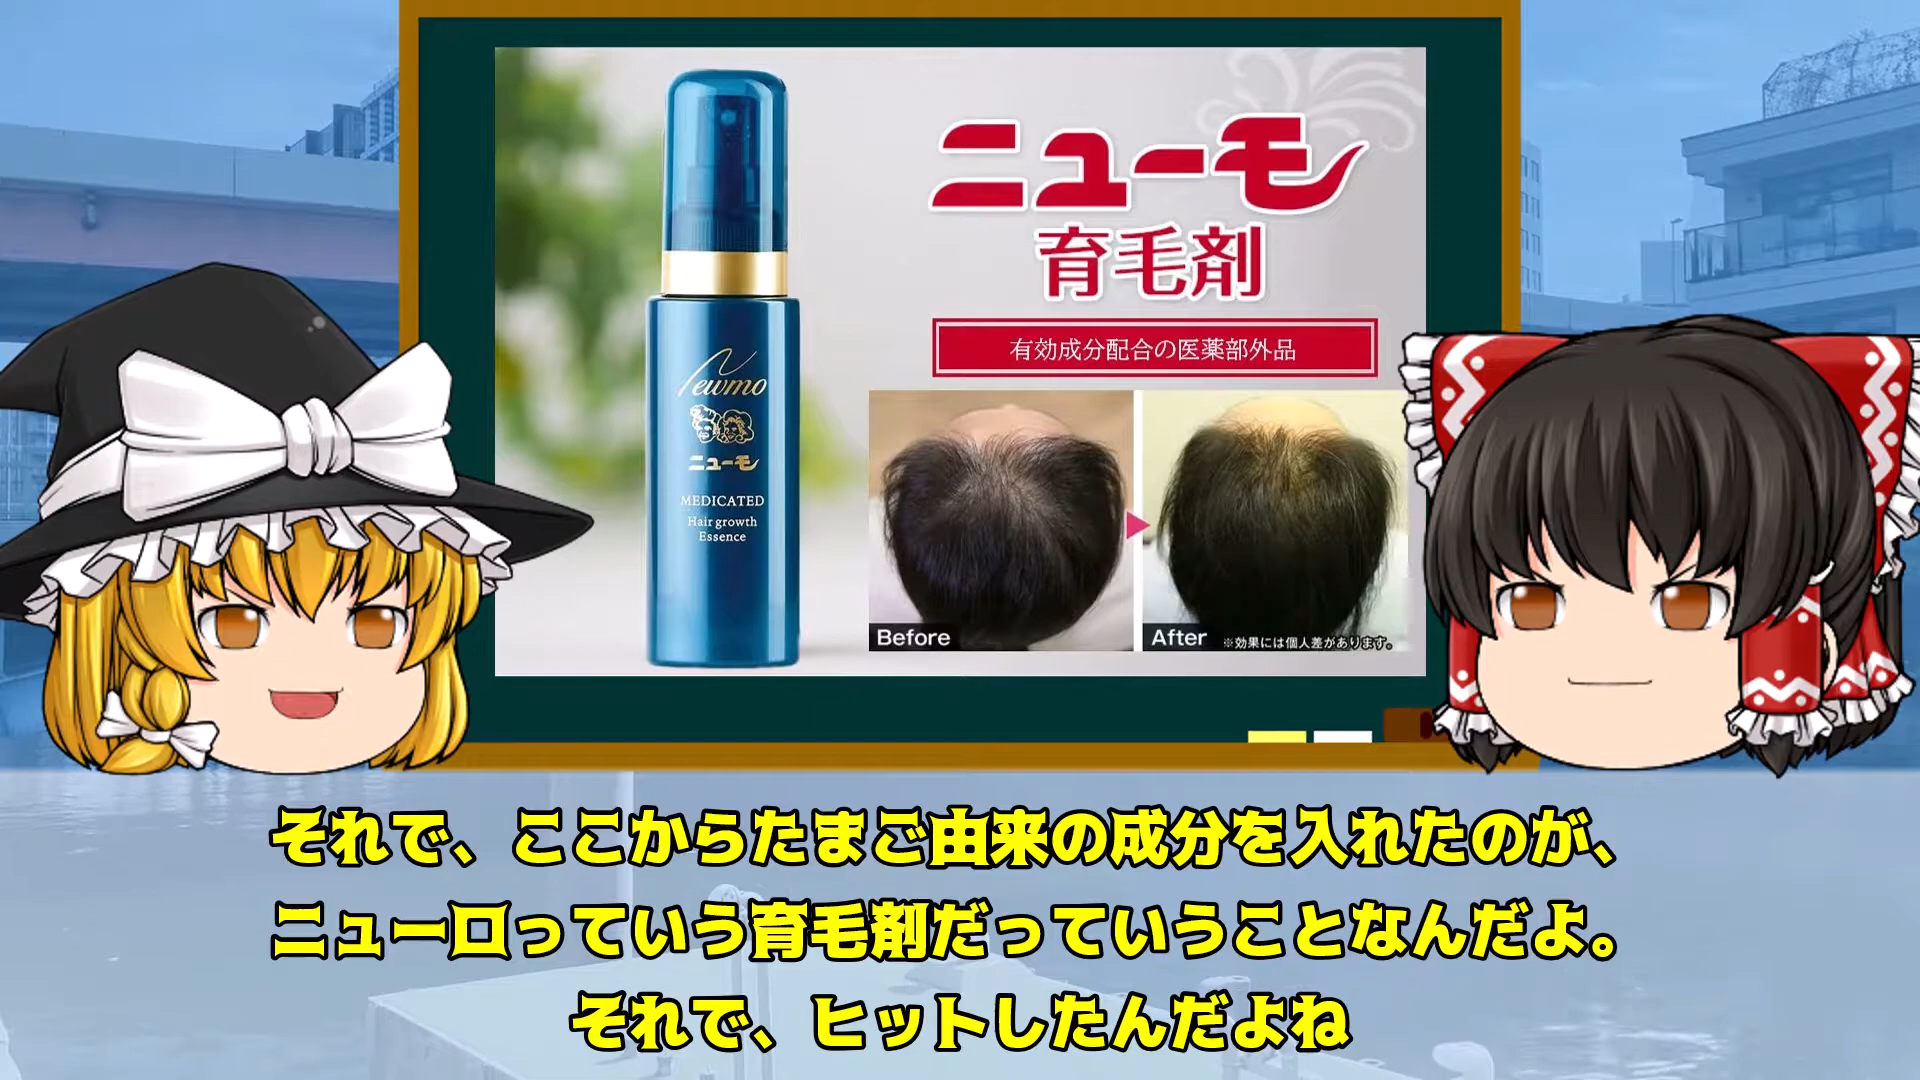 ニューモ
育毛剤
有効成分配合の医薬部外品
Newmo
ニューモ
MEDICATED
Hair growth
Essence
Before
After
※効果には個人差があります。
それで、ここからたまご由来の成分を入れたのが、
ニューロっていう育毛剤だっていうことなんだよ。
それで、ヒットしたんだよね